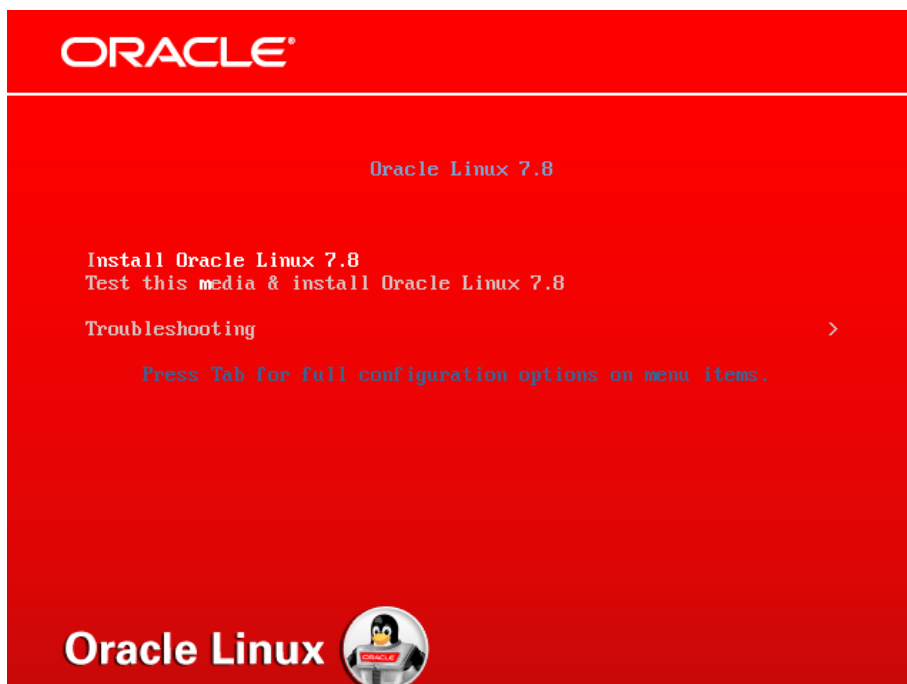 ORACLE®
Oracle Linux 7.8
Install Oracle Linux 7.8
Test this media & install Oracle Linux 7.8
Troubleshooting >
Press Tab for full configuration options on menu items.
Oracle Linux
ORACLE